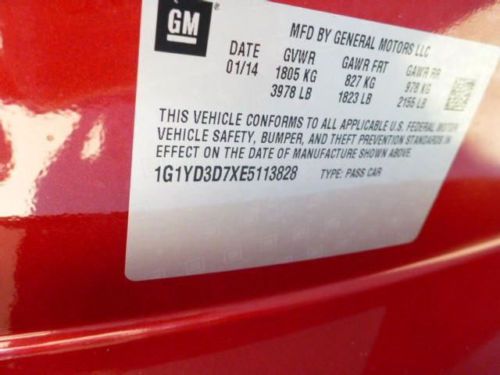 GM
MFD BY GENERAL MOTORS LLC
DATE GVWR GAWR FRT GAWR RR
01/14 1805 KG 827 KG 978 KG
3978 LB 1823 LB 2155 LB
THIS VEHICLE CONFORMS TO ALL APPLICABLE U.S. FEDERAL MOTOR
VEHICLE SAFETY, BUMPER, AND THEFT PREVENTION STANDARDS IN
EFFECT ON THE DATE OF MANUFACTURE SHOWN ABOVE.
1G1YD3D7XE5113828 TYPE: PASS CAR